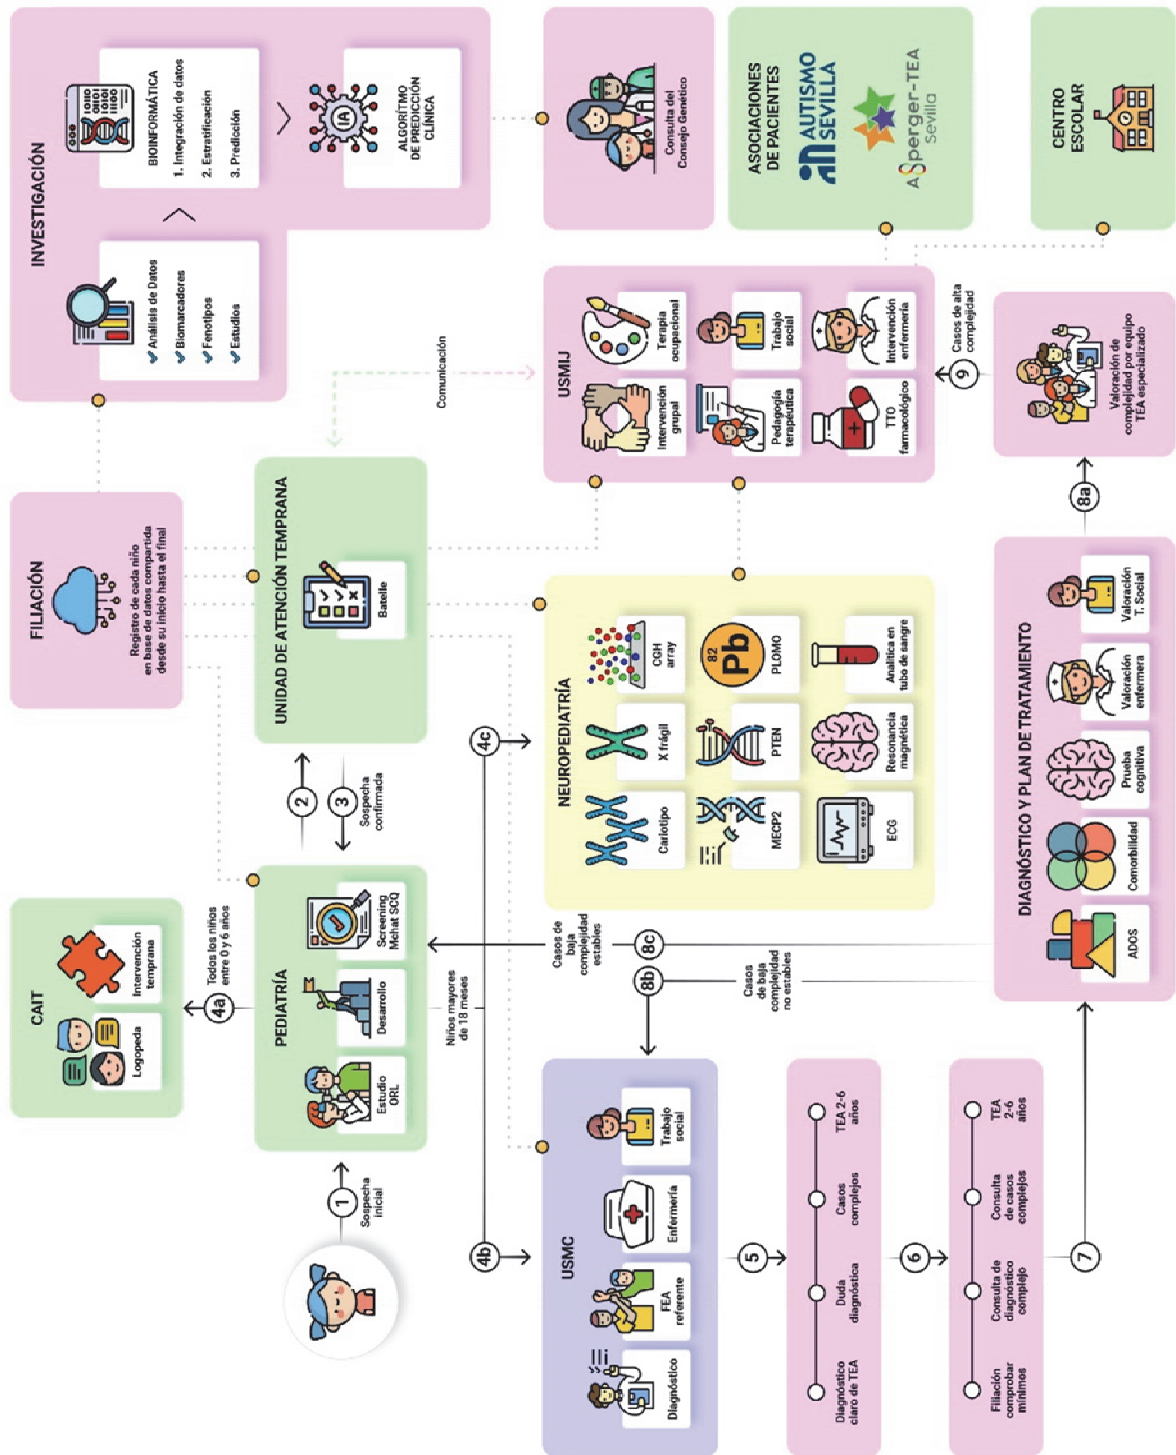 CAIT
Logopeda
Intervención
temprana
FILIACIÓN
Registro de cada niño
en base de datos compartida
desde su inicio hasta el final
INVESTIGACIÓN
Análisis de Datos
Biomarcadores
Fenotipos
Estudios
BIOINFORMÁTICA
1. Integración de datos
2. Estratificación
3. Predicción
IA
ALGORÍTMO
DE PREDICCIÓN
CLÍNICA
4a
Todos los niños
entre 0 y 6 años
1
Sospecha
inicial
PEDIATRÍA
Estudio
ORL
Desarrollo
Screening
Mchat SCQ
2
3
Sospecha
confirmada
UNIDAD DE ATENCIÓN TEMPRANA
Batelle
Comunicación
Niños mayores
de 18 meses
4b
4c
USMC
Diagnóstico
FEA
referente
Enfermería
Trabajo
social
Casos de
baja
complejidad
estables
8c
8b
Casos
de baja
complejidad
no estables
NEUROPEDIATRÍA
Cariotipo
X frágil
CGH
array
MECP2
PTEN
82
Pb
PLOMO
ECG
Resonancia
magnética
Analítica en
tubo de sangre
USMIJ
Intervención
grupal
Terapia
ocupacional
Pedagogía
terapéutica
Trabajo
social
TTO
farmacológico
Intervención
enfermería
Consulta del
Consejo Genético
ASOCIACIONES
DE PACIENTES
AUTISMO
SEVILLA
ASperger-TEA
Sevilla
CENTRO
ESCOLAR
5
Diagnóstico
claro de TEA
Duda
diagnóstica
Casos
complejos
TEA 2-6
años
6
Filiación
comprobar
mínimos
Consulta de
diagnóstico
complejo
Consulta
de casos
complejos
TEA
2-6
años
7
DIAGNÓSTICO Y PLAN DE TRATAMIENTO
ADOS
Comorbilidad
Prueba
cognitiva
Valoración
enfermera
Valoración
T. Social
8a
Valoración de
complejidad por equipo
TEA especializado
9
Casos de alta
complejidad